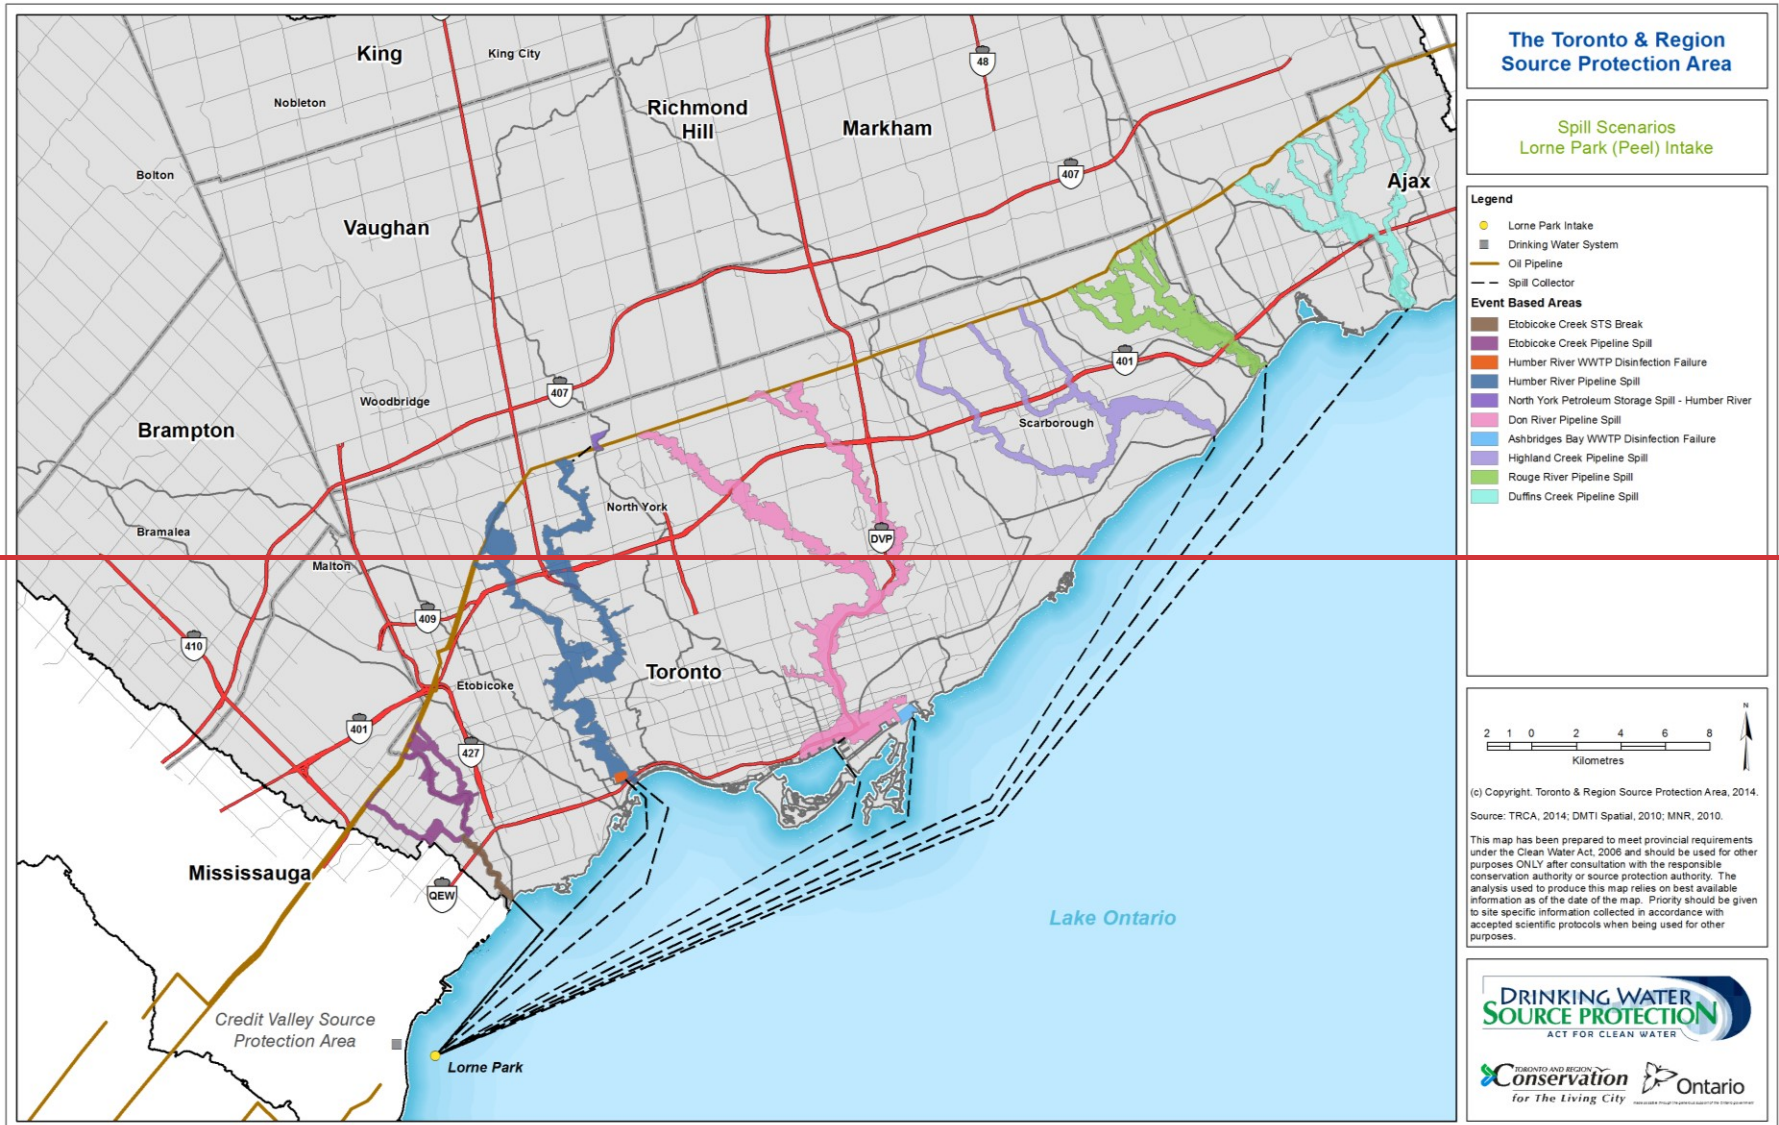 King
King City
48
The Toronto & Region
Source Protection Area
Nobleton
Richmond
Hill
Markham
Spill Scenarios
Lorne Park (Peel) Intake
Bolton
407
Ajax
Vaughan
Legend
Lorne Park Intake
Drinking Water System
Oil Pipeline
Spill Collector
Event Based Areas
Etobicoke Creek STS Break
Etobicoke Creek Pipeline Spill
Humber River WWTP Disinfection Failure
Humber River Pipeline Spill
North York Petroleum Storage Spill - Humber River
Don River Pipeline Spill
Ashbridges Bay WWTP Disinfection Failure
Highland Creek Pipeline Spill
Rouge River Pipeline Spill
Duffins Creek Pipeline Spill
401
407
Woodbridge
Brampton
Scarborough
North York
Bramalea
DVP
Malton
409
410
Toronto
Etobicoke
401
427
N
2 1 0 2 4 6 8
Kilometres
(c) Copyright. Toronto & Region Source Protection Area, 2014.
Source: TRCA, 2014; DMTI Spatial, 2010; MNR, 2010.
This map has been prepared to meet provincial requirements
under the Clean Water Act, 2006 and should be used for other
purposes ONLY after consultation with the responsible
conservation authority or source protection authority. The
analysis used to produce this map relies on best available
information as of the date of the map. Priority should be given
to site specific information collected in accordance with
accepted scientific protocols when being used for other
purposes.
Mississauga
QEW
Lake Ontario
Credit Valley Source
Protection Area
Lorne Park
DRINKING WATER
SOURCE PROTECTION
ACT FOR CLEAN WATER
TORONTO AND REGION
Conservation
for The Living City
Ontario